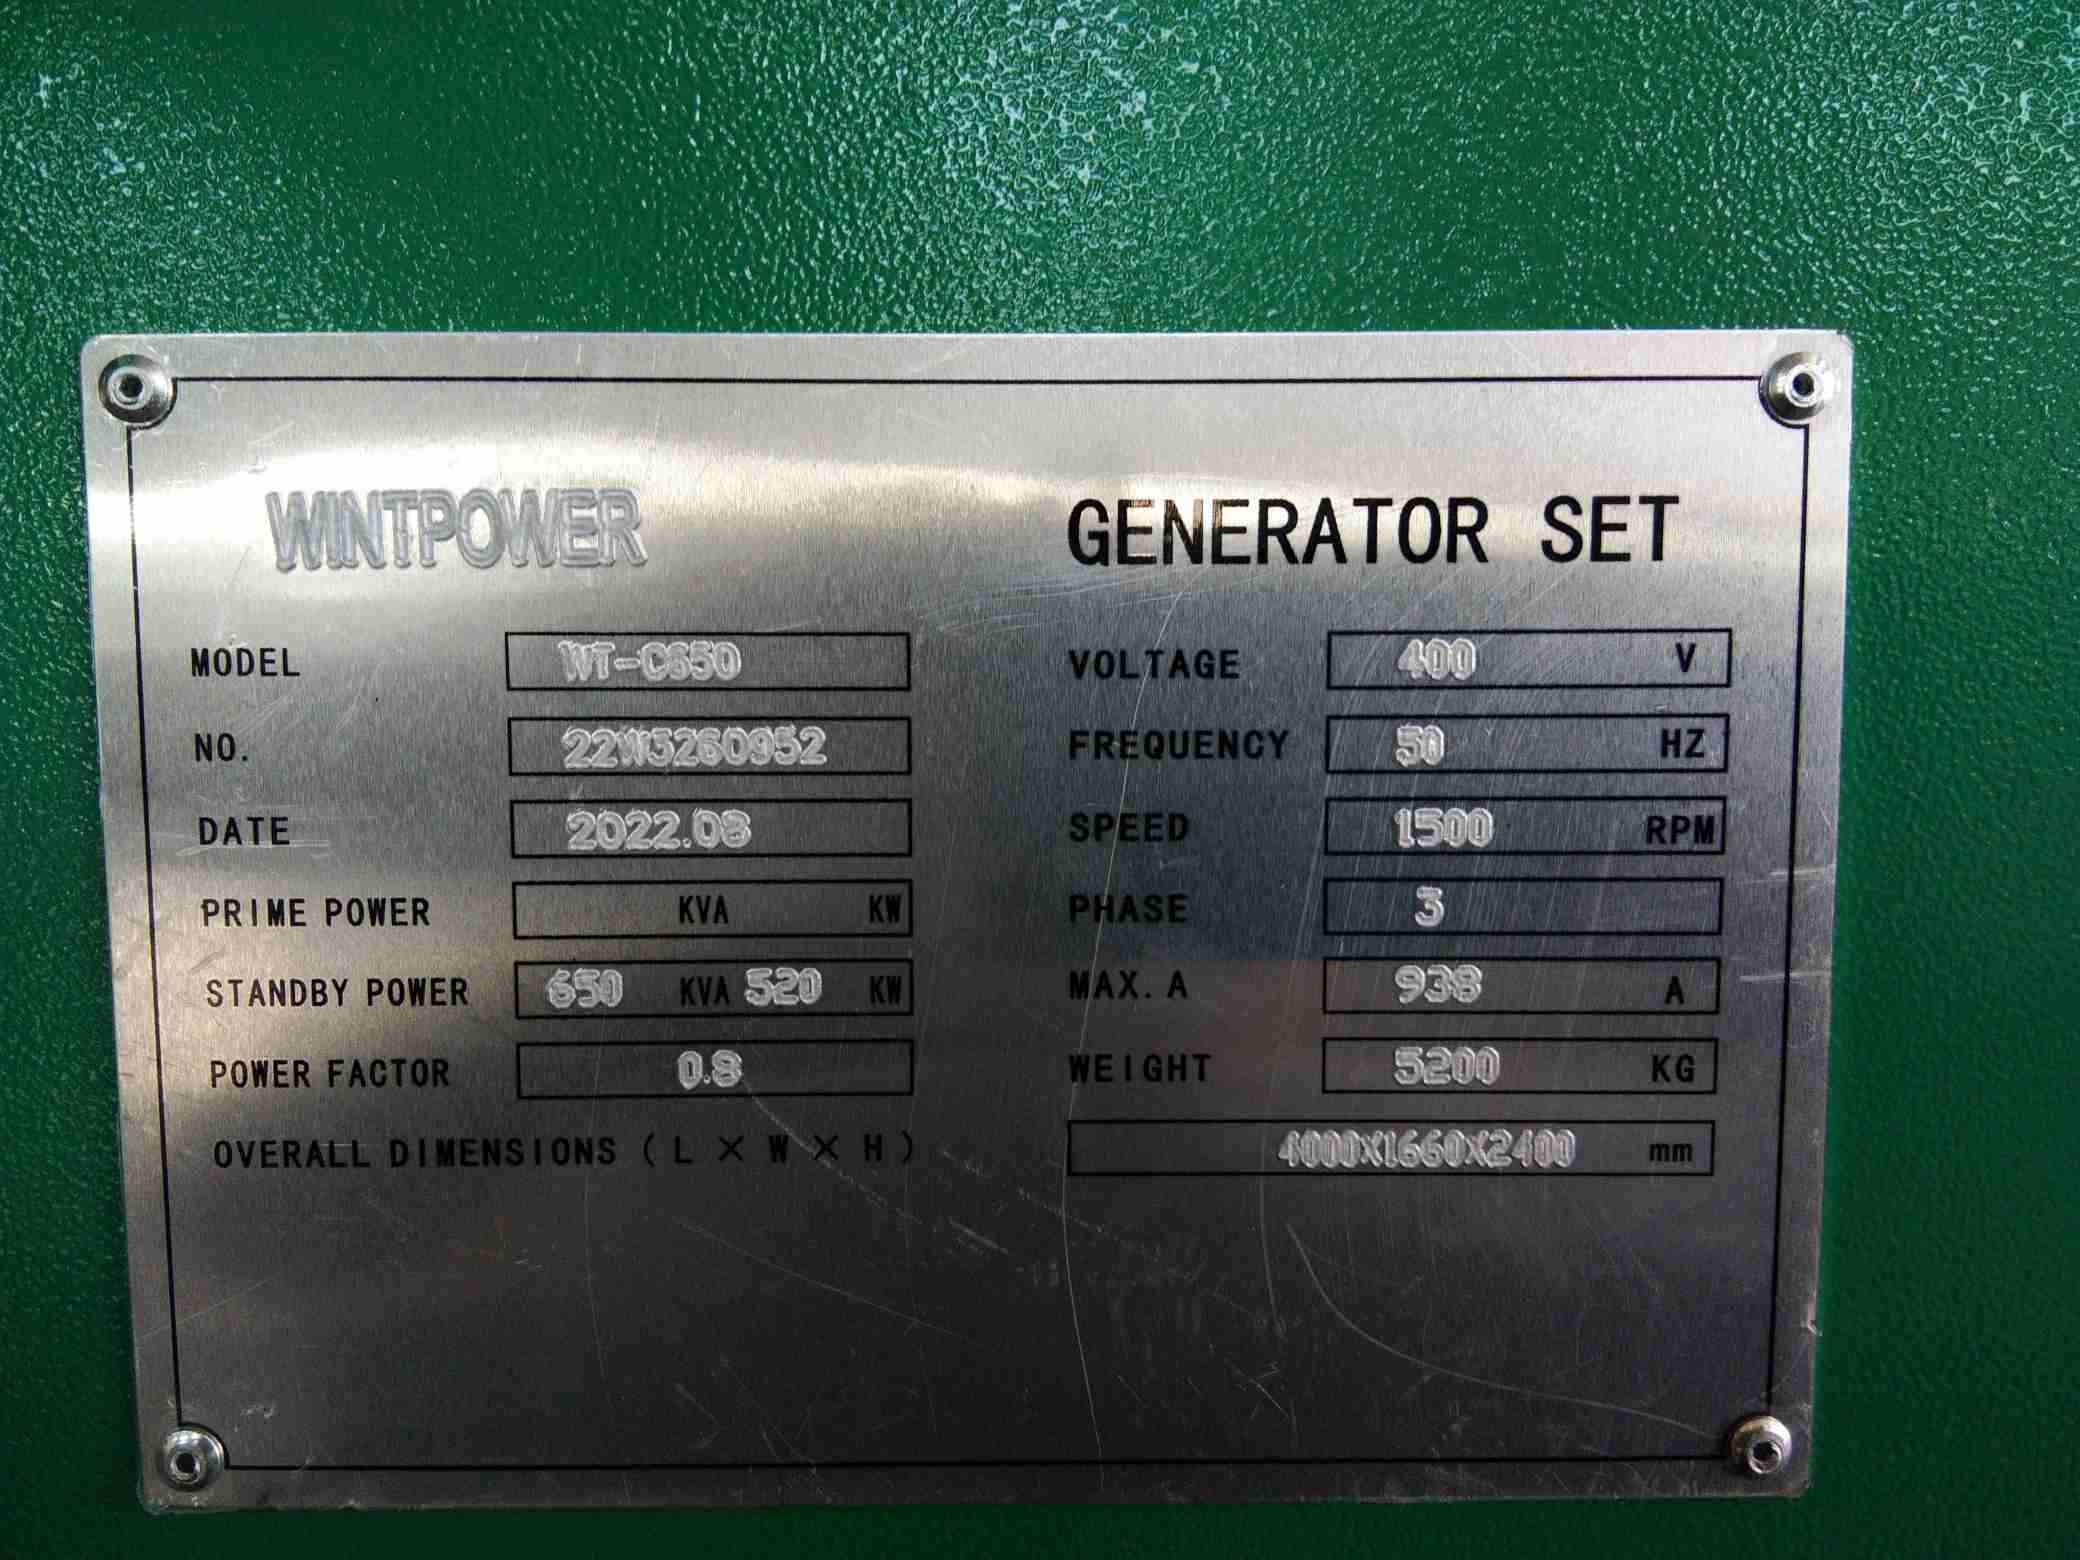 WINTPOWER GENERATOR SET
MODEL WT-C650 VOLTAGE 400 V
NO. 22W3260952 FREQUENCY 50 HZ
DATE 2022.08 SPEED 1500 RPM
PRIME POWER KVA KW PHASE 3
STANDBY POWER 650 KVA 520 KW MAX. A 938 A
POWER FACTOR 0.8 WEIGHT 5200 KG
OVERALL DIMENSIONS (L × W × H) 4000X1660X2400 mm